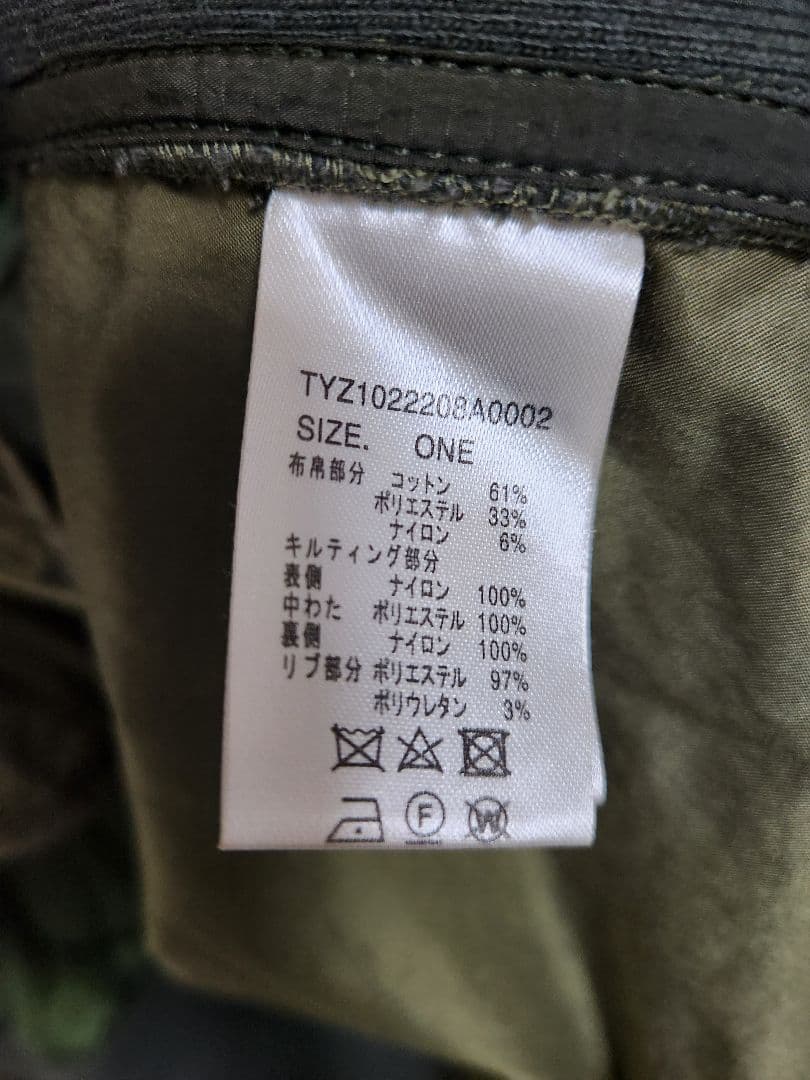 TYZ1022208A0002
SIZE. ONE
布帛部分 コットン 61%
ポリエステル 33%
ナイロン 6%
キルティング部分
表側 ナイロン 100%
中わた ポリエステル 100%
裏側 ナイロン 100%
リブ部分 ポリエステル 97%
ポリウレタン 3%
F W